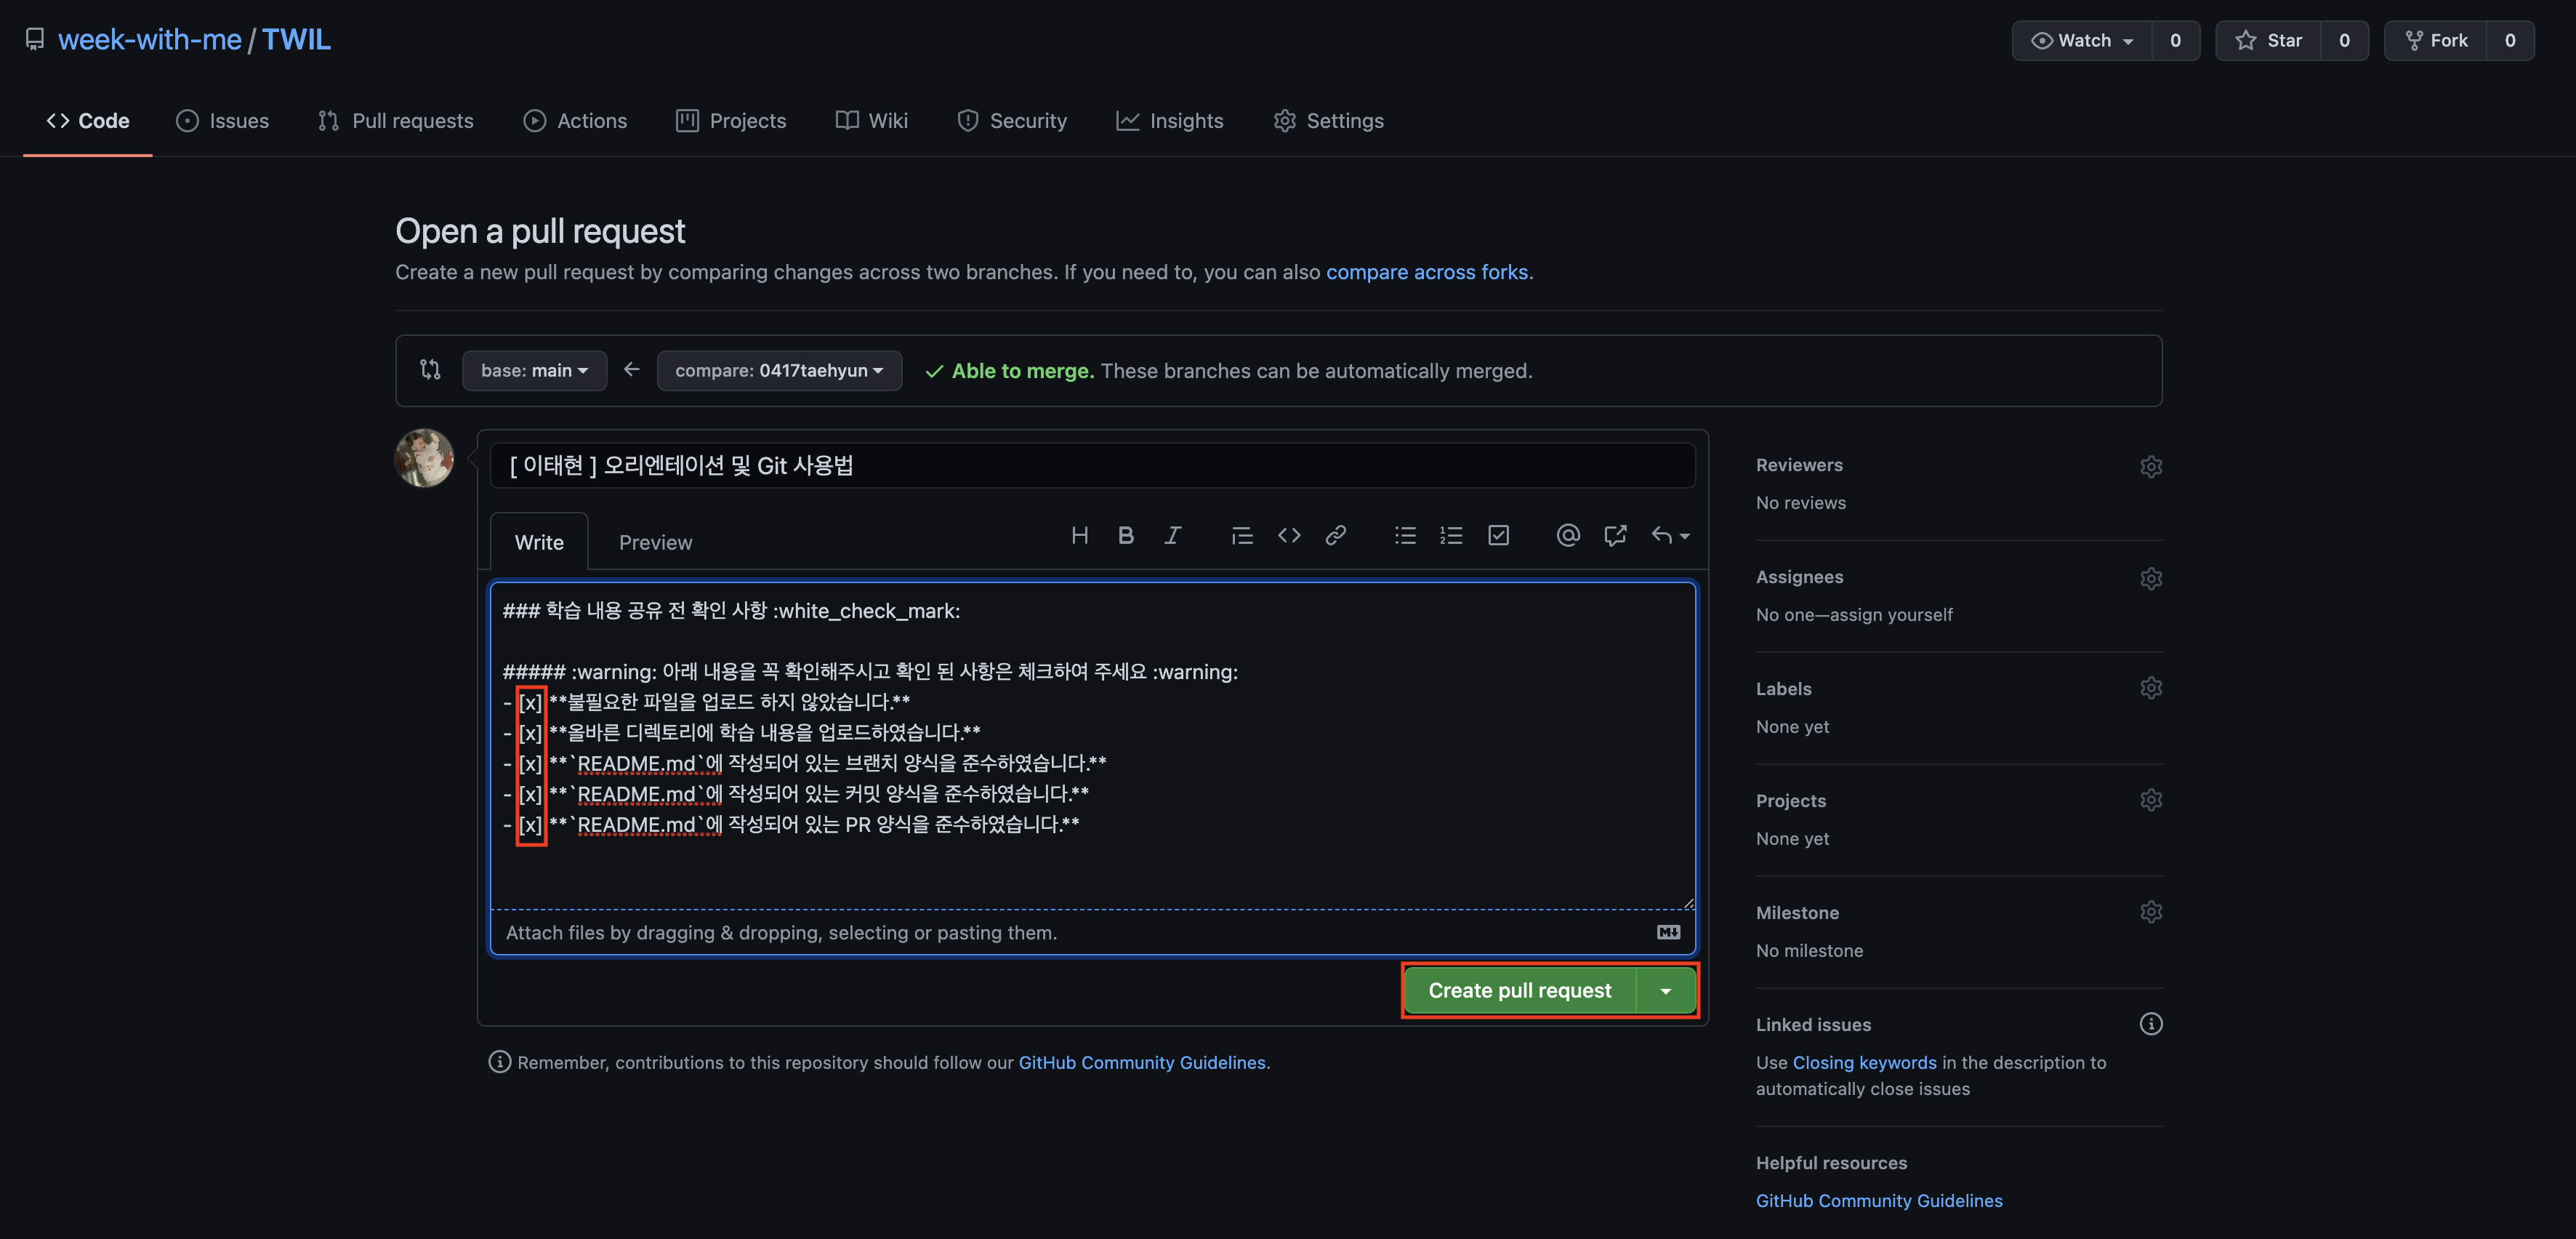 week-with-me / TWIL
Watch 0 Star 0 Fork 0
Code Issues Pull requests Actions Projects Wiki Security Insights Settings
Open a pull request
Create a new pull request by comparing changes across two branches. If you need to, you can also compare across forks.
base: main compare: 0417taehyun Able to merge. These branches can be automatically merged.
[ 이태현 ] 오리엔테이션 및 Git 사용법
Write Preview
### 학습 내용 공유 전 확인 사항 :white_check_mark:
##### :warning: 아래 내용을 꼭 확인해주시고 확인 된 사항은 체크하여 주세요 :warning:
- [x] **불필요한 파일을 업로드 하지 않았습니다.**
- [x] **올바른 디렉토리에 학습 내용을 업로드하였습니다.**
- [x] **`README.md`에 작성되어 있는 브랜치 양식을 준수하였습니다.**
- [x] **`README.md`에 작성되어 있는 커밋 양식을 준수하였습니다.**
- [x] **`README.md`에 작성되어 있는 PR 양식을 준수하였습니다.**
Attach files by dragging & dropping, selecting or pasting them.
Create pull request
Remember, contributions to this repository should follow our GitHub Community Guidelines.
Reviewers
No reviews
Assignees
No one—assign yourself
Labels
None yet
Projects
None yet
Milestone
No milestone
Linked issues
Use Closing keywords in the description to
automatically close issues
Helpful resources
GitHub Community Guidelines